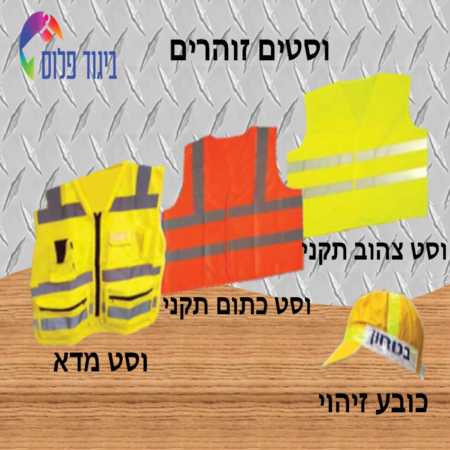 ביגוד פלוס
וסטים זוהרים
וסט צהוב תקני
וסט כתום תקני
וסט מדא
בטחון
כובע זיהוי